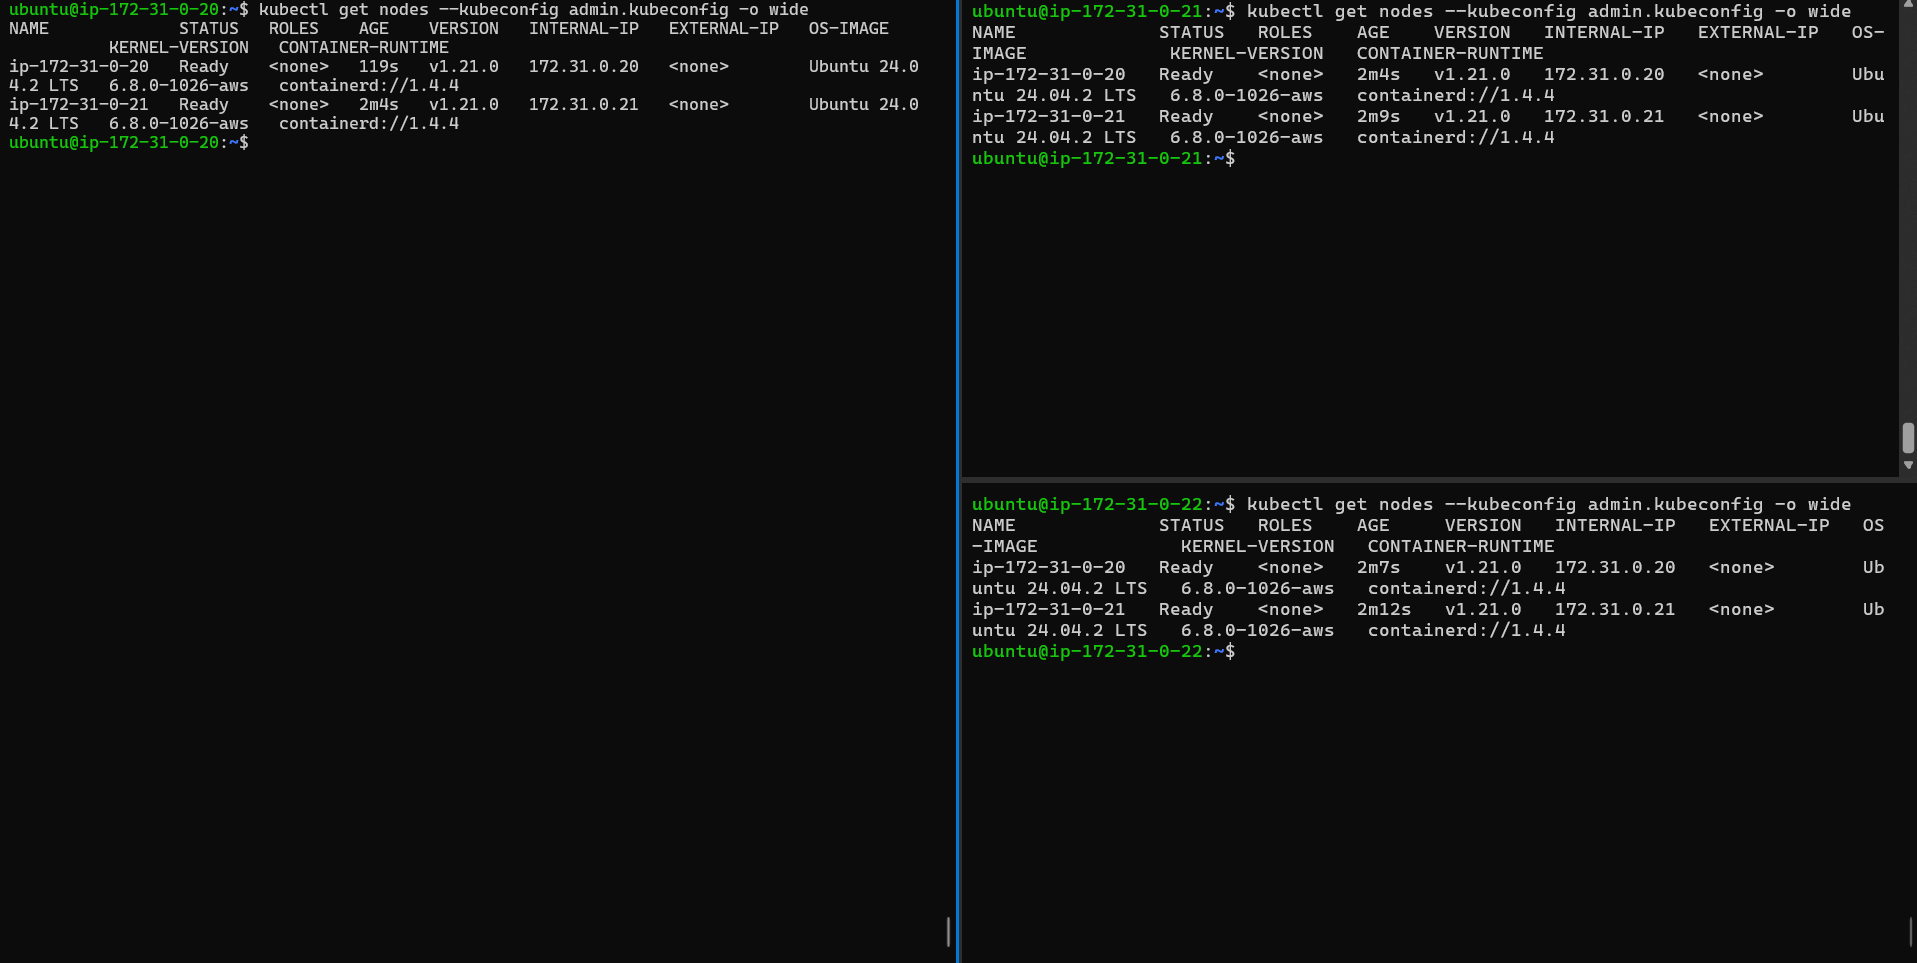 ubuntu@ip-172-31-0-20:~$ kubectl get nodes --kubeconfig admin.kubeconfig -o wide
NAME             STATUS   ROLES    AGE    VERSION   INTERNAL-IP   EXTERNAL-IP   OS-IMAGE
          KERNEL-VERSION   CONTAINER-RUNTIME
ip-172-31-0-20   Ready    <none>   119s   v1.21.0   172.31.0.20   <none>        Ubuntu 24.0
4.2 LTS   6.8.0-1026-aws   containerd://1.4.4
ip-172-31-0-21   Ready    <none>   2m4s   v1.21.0   172.31.0.21   <none>        Ubuntu 24.0
4.2 LTS   6.8.0-1026-aws   containerd://1.4.4
ubuntu@ip-172-31-0-20:~$
ubuntu@ip-172-31-0-21:~$ kubectl get nodes --kubeconfig admin.kubeconfig -o wide
NAME             STATUS   ROLES    AGE    VERSION   INTERNAL-IP   EXTERNAL-IP   OS-
IMAGE             KERNEL-VERSION   CONTAINER-RUNTIME
ip-172-31-0-20   Ready    <none>   2m4s   v1.21.0   172.31.0.20   <none>        Ubu
ntu 24.04.2 LTS   6.8.0-1026-aws   containerd://1.4.4
ip-172-31-0-21   Ready    <none>   2m9s   v1.21.0   172.31.0.21   <none>        Ubu
ntu 24.04.2 LTS   6.8.0-1026-aws   containerd://1.4.4
ubuntu@ip-172-31-0-21:~$
ubuntu@ip-172-31-0-22:~$ kubectl get nodes --kubeconfig admin.kubeconfig -o wide
NAME             STATUS   ROLES    AGE     VERSION   INTERNAL-IP   EXTERNAL-IP   OS
-IMAGE             KERNEL-VERSION   CONTAINER-RUNTIME
ip-172-31-0-20   Ready    <none>   2m7s    v1.21.0   172.31.0.20   <none>        Ub
untu 24.04.2 LTS   6.8.0-1026-aws   containerd://1.4.4
ip-172-31-0-21   Ready    <none>   2m12s   v1.21.0   172.31.0.21   <none>        Ub
untu 24.04.2 LTS   6.8.0-1026-aws   containerd://1.4.4
ubuntu@ip-172-31-0-22:~$